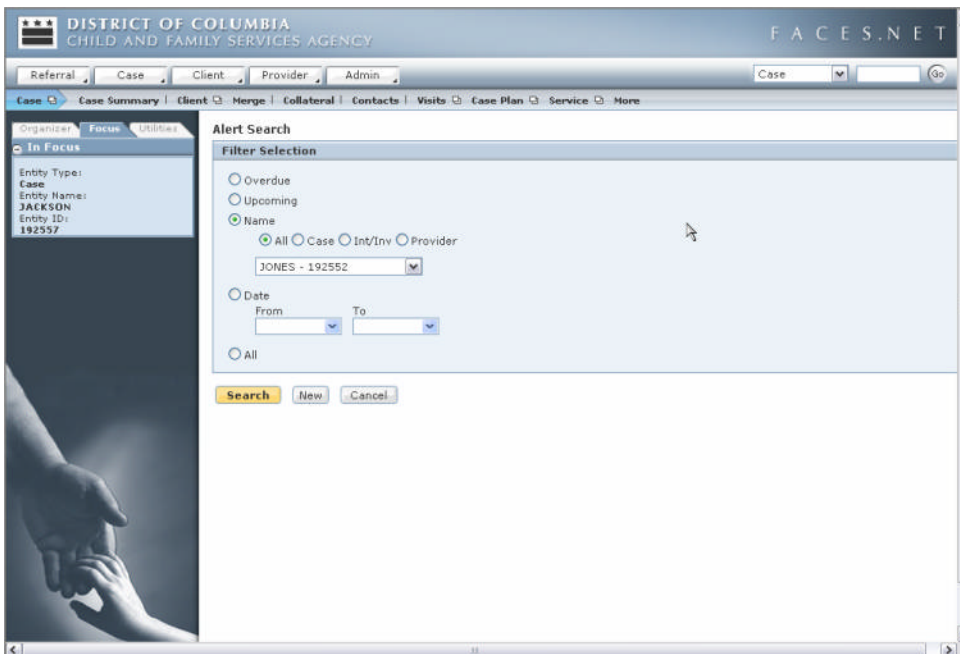 DISTRICT OF COLUMBIA
CHILD AND FAMILY SERVICES AGENCY
FACES.NET
Referral Case Client Provider Admin Case Go
Case Case Summary | Client Merge | Collateral | Contacts | Visits Case Plan Service More
Organizer Focus Utilities
In Focus
Entity Type:
Case
Entity Name:
JACKSON
Entity ID:
192557
Alert Search
Filter Selection
Overdue
Upcoming
Name
All Case Int/Inv Provider
JONES - 192552
Date
From To
All
Search New Cancel